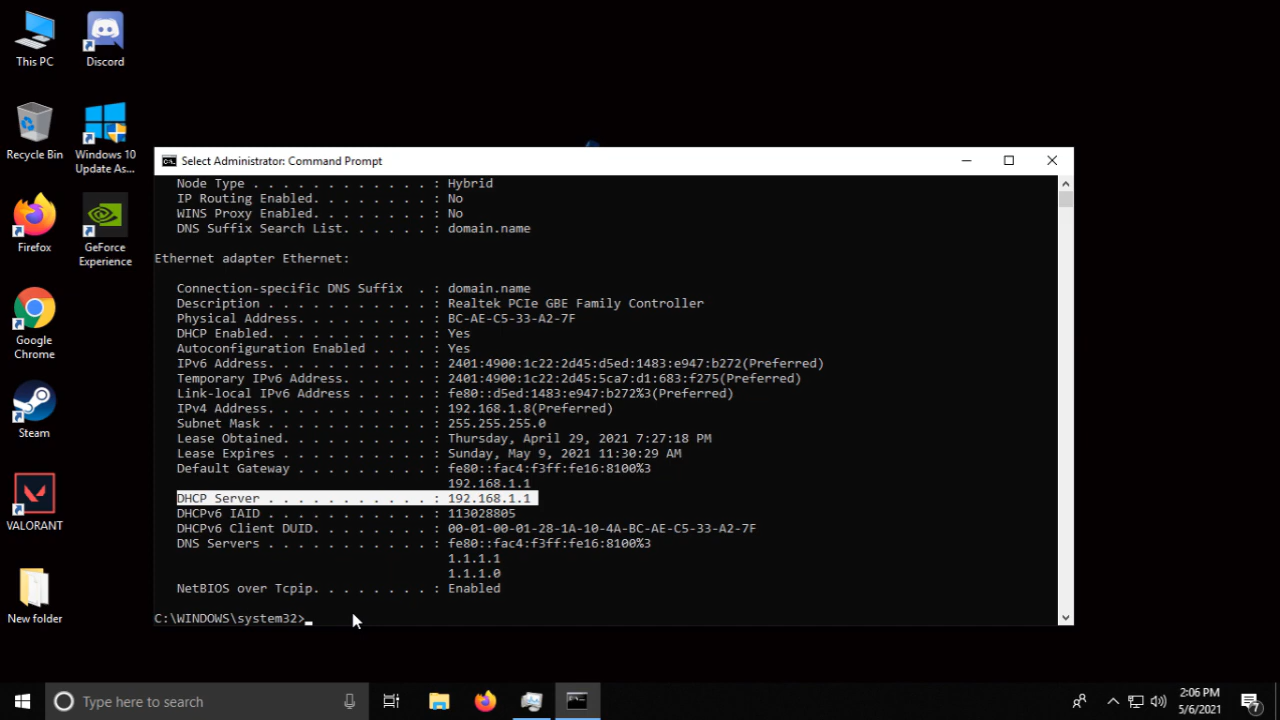 This PC
Discord
Recycle Bin
Windows 10
Update As...
Firefox
GeForce
Experience
Google
Chrome
Steam
VALORANT
New folder
Select Administrator: Command Prompt
Node Type . . . . . . . . . . . . : Hybrid
IP Routing Enabled. . . . . . . . : No
WINS Proxy Enabled. . . . . . . . : No
DNS Suffix Search List. . . . . . : domain.name
Ethernet adapter Ethernet:
Connection-specific DNS Suffix  . : domain.name
Description . . . . . . . . . . . : Realtek PCIe GBE Family Controller
Physical Address. . . . . . . . . : BC-AE-C5-33-A2-7F
DHCP Enabled. . . . . . . . . . . : Yes
Autoconfiguration Enabled . . . . : Yes
IPv6 Address. . . . . . . . . . . : 2401:4900:1c22:2d45:d5ed:1483:e947:b272(Preferred)
Temporary IPv6 Address. . . . . . : 2401:4900:1c22:2d45:5ca7:d1:683:f275(Preferred)
Link-local IPv6 Address . . . . . : fe80::d5ed:1483:e947:b272%3(Preferred)
IPv4 Address. . . . . . . . . . . : 192.168.1.8(Preferred)
Subnet Mask . . . . . . . . . . . : 255.255.255.0
Lease Obtained. . . . . . . . . . : Thursday, April 29, 2021 7:27:18 PM
Lease Expires . . . . . . . . . . : Sunday, May 9, 2021 11:30:29 AM
Default Gateway . . . . . . . . . : fe80::fac4:f3ff:fe16:8100%3
192.168.1.1
DHCP Server . . . . . . . . . . . : 192.168.1.1
DHCPv6 IAID . . . . . . . . . . . : 113028805
DHCPv6 Client DUID. . . . . . . . : 00-01-00-01-28-1A-10-4A-BC-AE-C5-33-A2-7F
DNS Servers . . . . . . . . . . . : fe80::fac4:f3ff:fe16:8100%3
1.1.1.1
1.1.1.0
NetBIOS over Tcpip. . . . . . . . : Enabled
C:\WINDOWS\system32>_
Type here to search
2:06 PM
5/6/2021
7